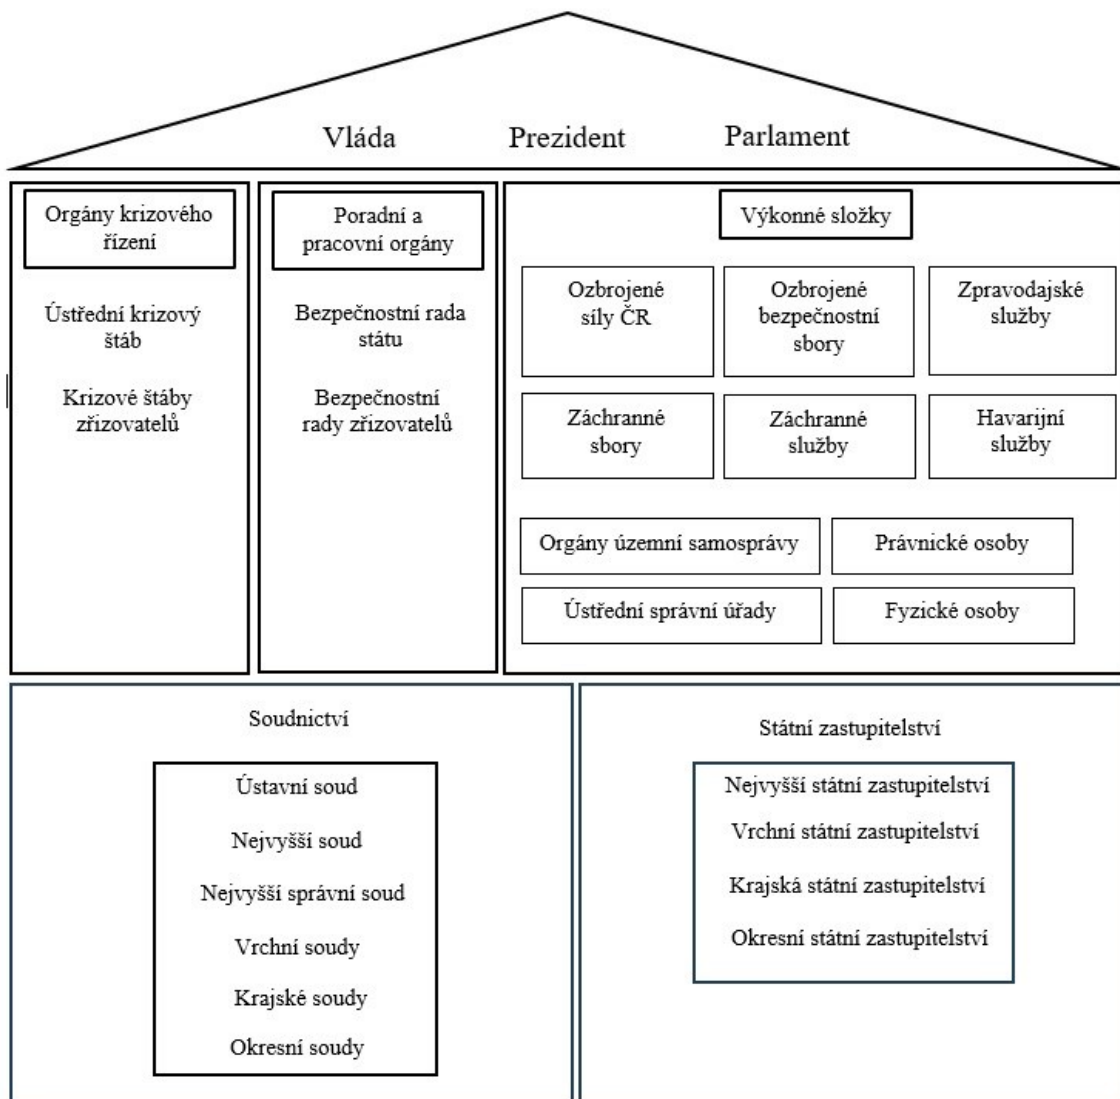 Vláda Prezident Parlament
Orgány krizového
řízení
Ústřední krizový
štáb
Krizové štáby
zřizovatelů
Poradní a
pracovní orgány
Bezpečnostní rada
státu
Bezpečnostní
rady zřizovatelů
Výkonné složky
Ozbrojené
síly ČR
Ozbrojené
bezpečnostní
sbory
Zpravodajské
služby
Záchranné
sbory
Záchranné
služby
Havarijní
služby
Orgány územní samosprávy
Právnické osoby
Ústřední správní úřady
Fyzické osoby
Soudnictví
Ústavní soud
Nejvyšší soud
Nejvyšší správní soud
Vrchní soudy
Krajské soudy
Okresní soudy
Státní zastupitelství
Nejvyšší státní zastupitelství
Vrchní státní zastupitelství
Krajská státní zastupitelství
Okresní státní zastupitelství